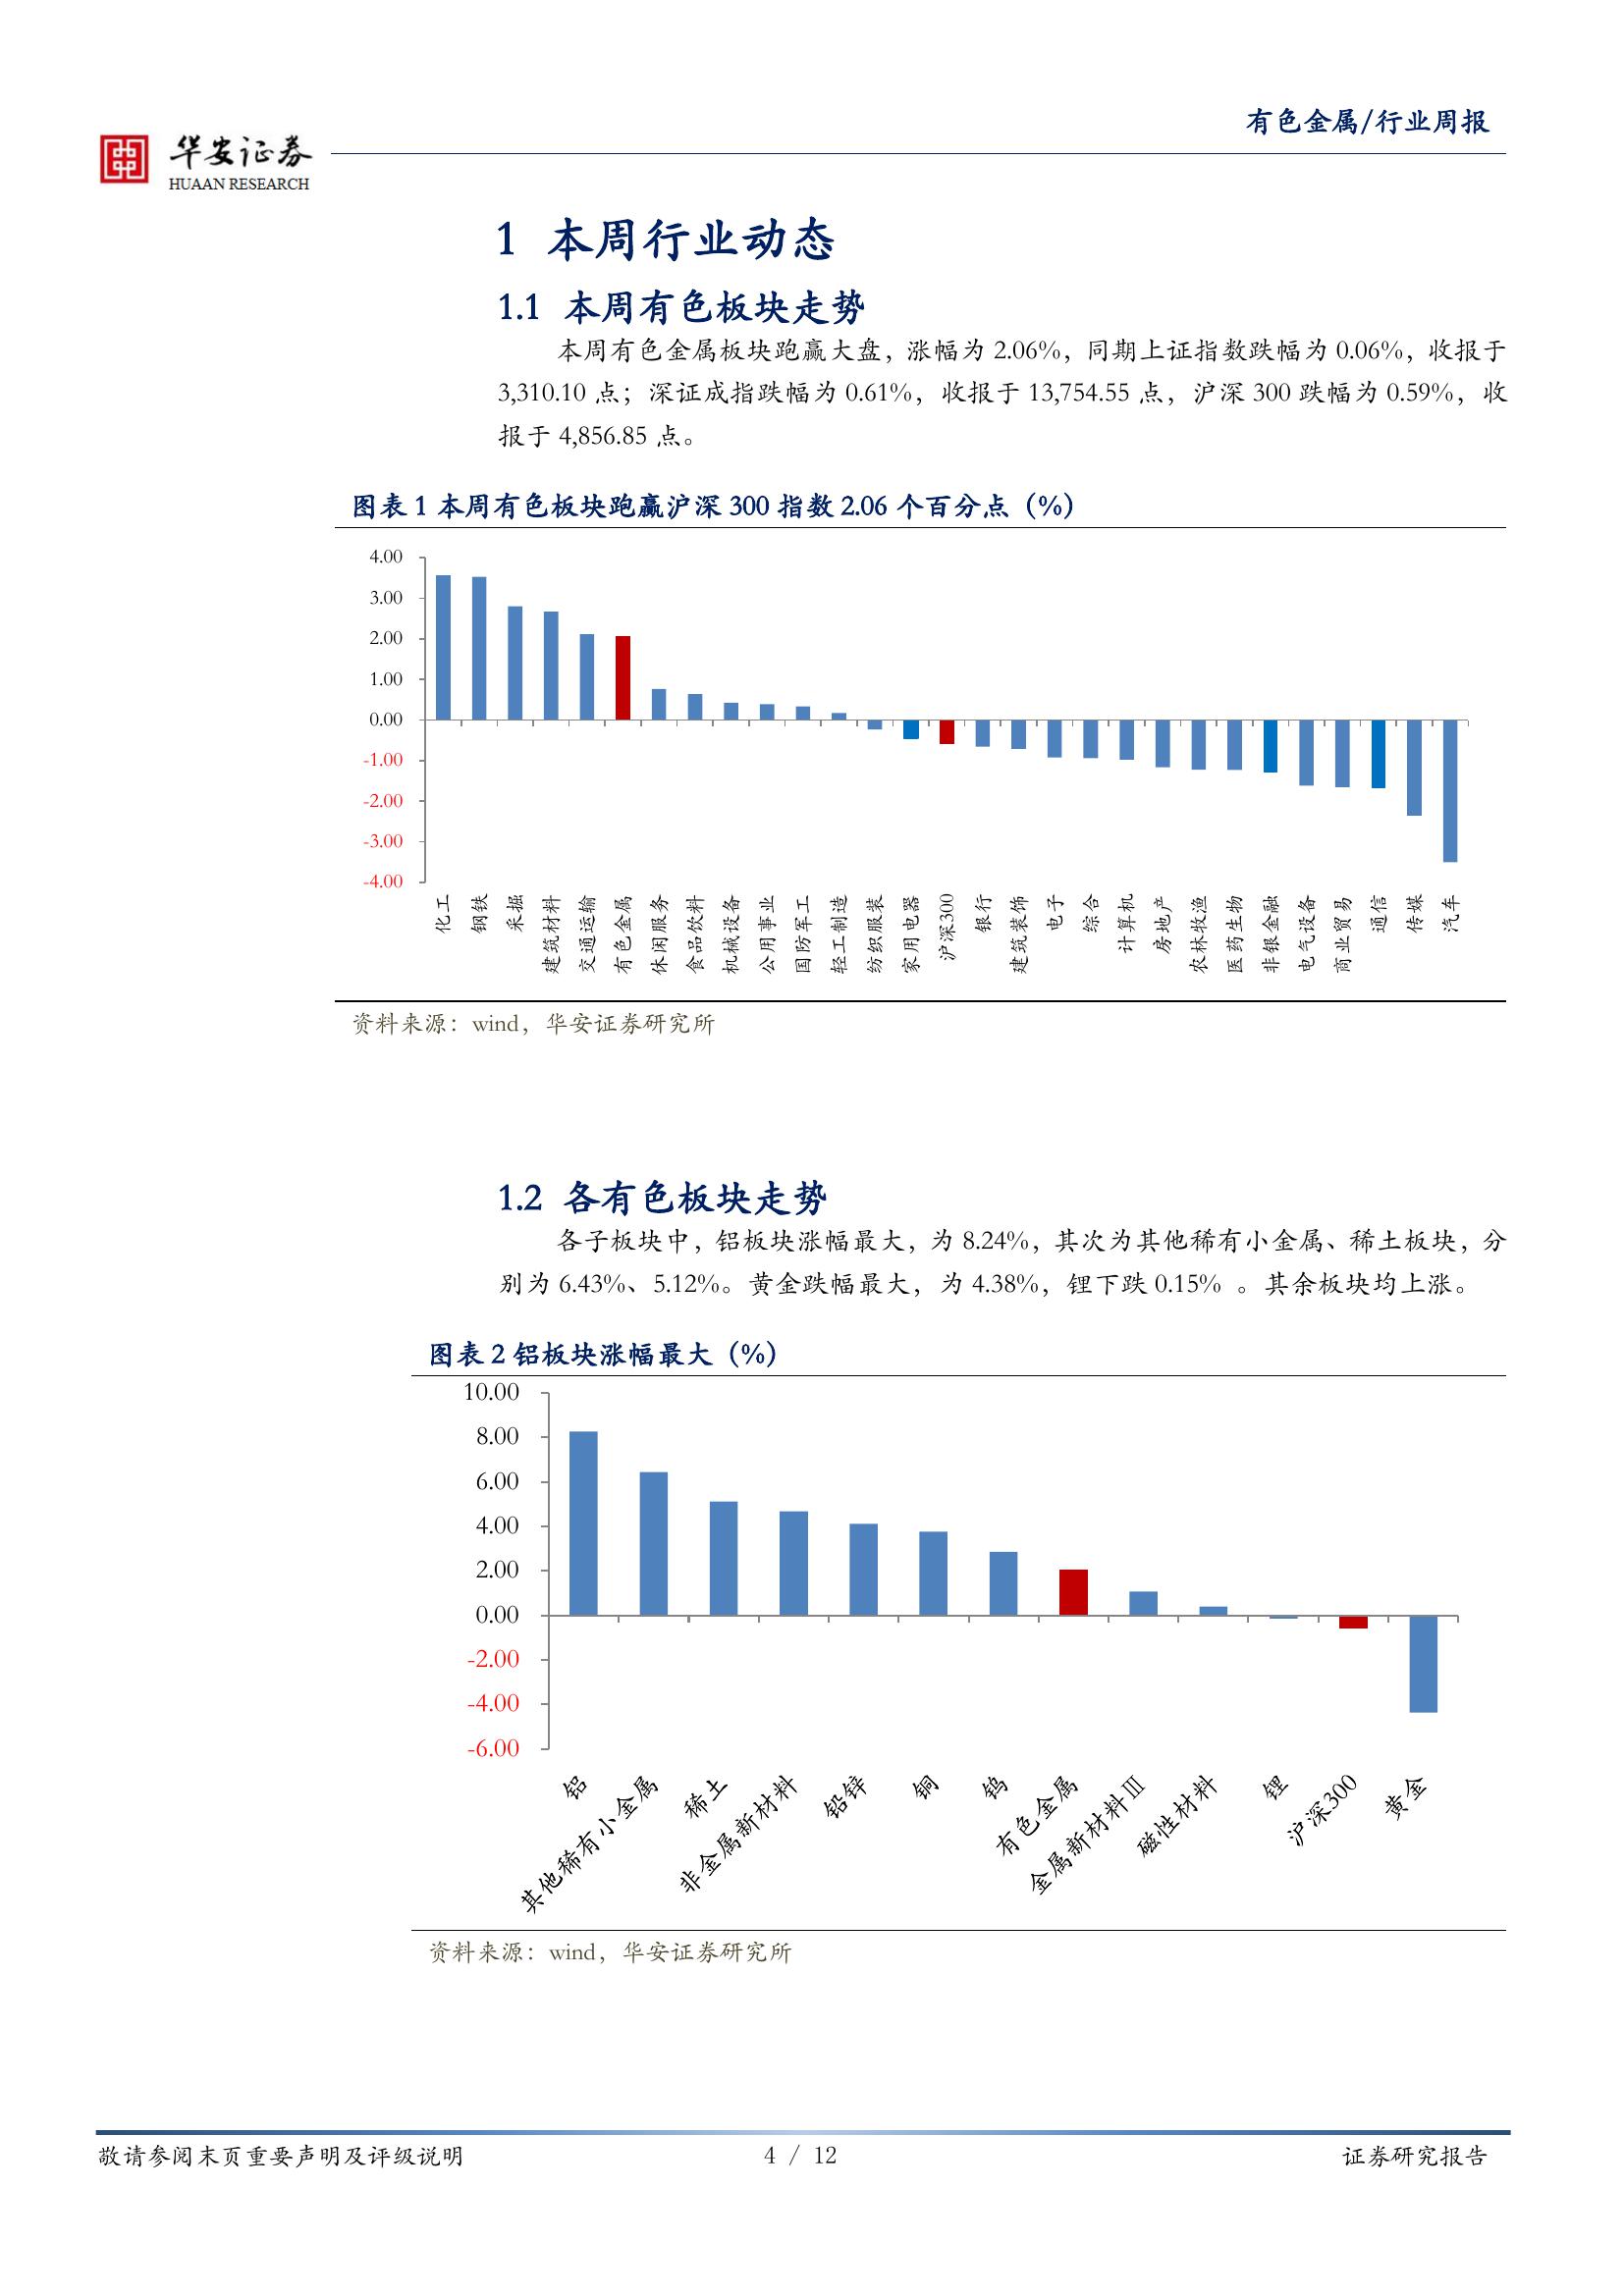 有色金属/行业周报
华安证券
HUAAN RESEARCH
1 本周行业动态
1.1 本周有色板块走势
本周有色金属板块跑赢大盘，涨幅为 2.06%，同期上证指数跌幅为 0.06%，收报于
3,310.10 点；深证成指跌幅为 0.61%，收报于 13,754.55 点，沪深 300 跌幅为 0.59%，收
报于 4,856.85 点。
图表 1 本周有色板块跑赢沪深 300 指数 2.06 个百分点（%）
4.00
3.00
2.00
1.00
0.00
-1.00
-2.00
-3.00
-4.00
化工
钢铁
采掘
建筑材料
交通运输
有色金属
休闲服务
食品饮料
机械设备
公用事业
国防军工
轻工制造
纺织服装
家用电器
沪深300
银行
建筑装饰
电子
综合
计算机
房地产
农林牧渔
医药生物
非银金融
电气设备
商业贸易
通信
传媒
汽车
资料来源：wind，华安证券研究所
1.2 各有色板块走势
各子板块中，铝板块涨幅最大，为 8.24%，其次为其他稀有小金属、稀土板块，分
别为 6.43%、5.12%。黄金跌幅最大，为 4.38%，锂下跌 0.15% 。其余板块均上涨。
图表 2 铝板块涨幅最大（%）
10.00
8.00
6.00
4.00
2.00
0.00
-2.00
-4.00
-6.00
铝
其他稀有小金属
稀土
非金属新材料
铅锌
铜
钨
有色金属
金属新材料Ⅲ
磁性材料
锂
沪深300
黄金
资料来源：wind，华安证券研究所
敬请参阅末页重要声明及评级说明
4 / 12
证券研究报告